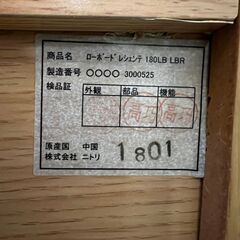 商品名 ローボードレジェンテ 180LB LBR
製造番号 〇〇〇〇 3000525
検品証 外観 部品 機能
原産国 中国
株式会社 ニトリ
1801